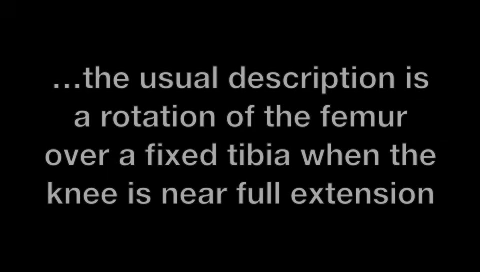 ...the usual description is
a rotation of the femur
over a fixed tibia when the
knee is near full extension